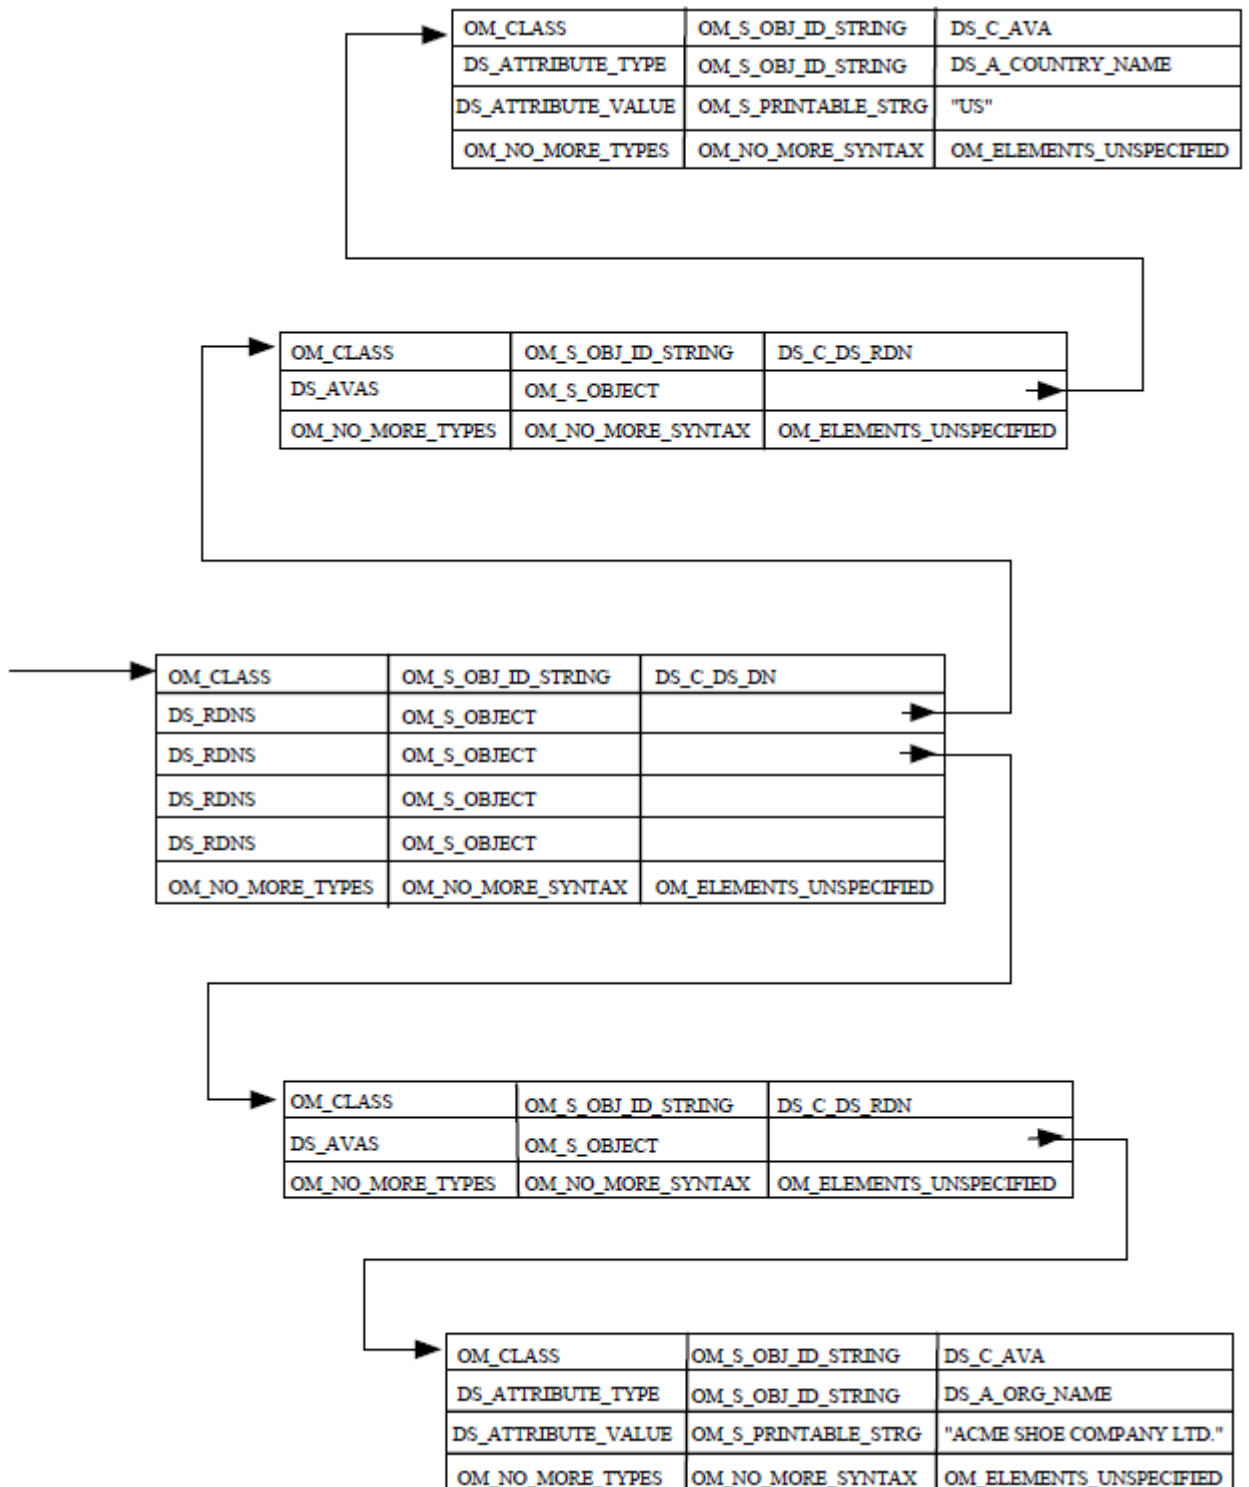 OM_CLASS OM_S_OBJ_ID_STRING DS_C_AVA
DS_ATTRIBUTE_TYPE OM_S_OBJ_ID_STRING DS_A_COUNTRY_NAME
DS_ATTRIBUTE_VALUE OM_S_PRINTABLE_STRG "US"
OM_NO_MORE_TYPES OM_NO_MORE_SYNTAX OM_ELEMENTS_UNSPECIFIED
OM_CLASS OM_S_OBJ_ID_STRING DS_C_DS_RDN
DS_AVAS OM_S_OBJECT
OM_NO_MORE_TYPES OM_NO_MORE_SYNTAX OM_ELEMENTS_UNSPECIFIED
OM_CLASS OM_S_OBJ_ID_STRING DS_C_DS_DN
DS_RDNS OM_S_OBJECT
DS_RDNS OM_S_OBJECT
DS_RDNS OM_S_OBJECT
DS_RDNS OM_S_OBJECT
OM_NO_MORE_TYPES OM_NO_MORE_SYNTAX OM_ELEMENTS_UNSPECIFIED
OM_CLASS OM_S_OBJ_ID_STRING DS_C_DS_RDN
DS_AVAS OM_S_OBJECT
OM_NO_MORE_TYPES OM_NO_MORE_SYNTAX OM_ELEMENTS_UNSPECIFIED
OM_CLASS OM_S_OBJ_ID_STRING DS_C_AVA
DS_ATTRIBUTE_TYPE OM_S_OBJ_ID_STRING DS_A_ORG_NAME
DS_ATTRIBUTE_VALUE OM_S_PRINTABLE_STRG "ACME SHOE COMPANY LTD."
OM_NO_MORE_TYPES OM_NO_MORE_SYNTAX OM_ELEMENTS_UNSPECIFIED